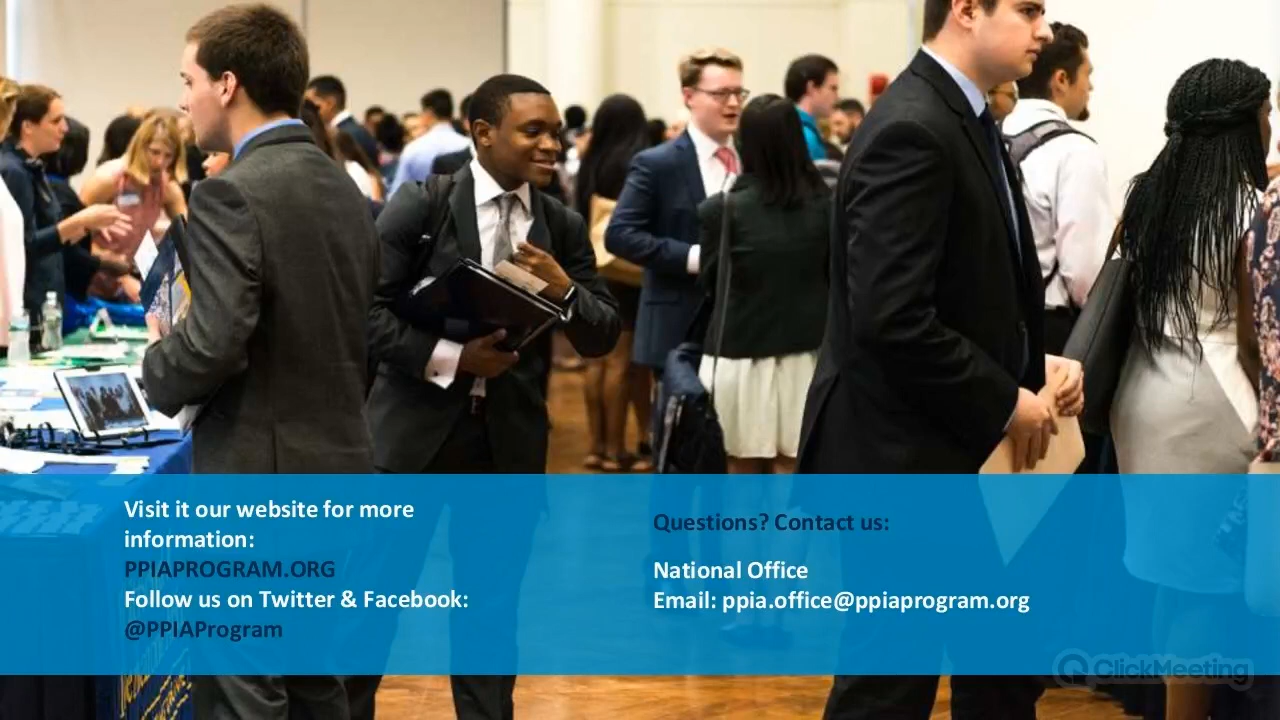 Visit it our website for more
information:
PPIAPROGRAM.ORG
Follow us on Twitter & Facebook:
@PPIAProgram
Questions? Contact us:
National Office
Email: ppia.office@ppiaprogram.org
ClickMeeting